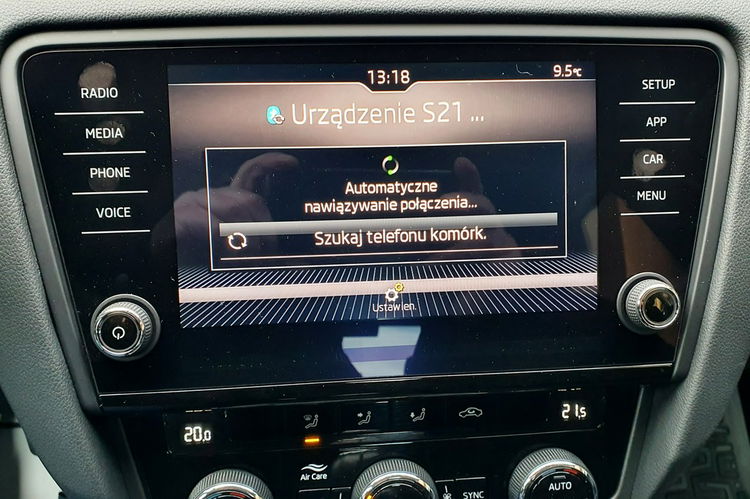 13:18
9.5°C
Urządzenie S21 ...
Automatyczne
nawiązywanie połączenia...
Szukaj telefonu komórk.
Ustawien.
RADIO
MEDIA
PHONE
VOICE
SETUP
APP
CAR
MENU
20.0
21.5
Air Care
SYNC
AUTO